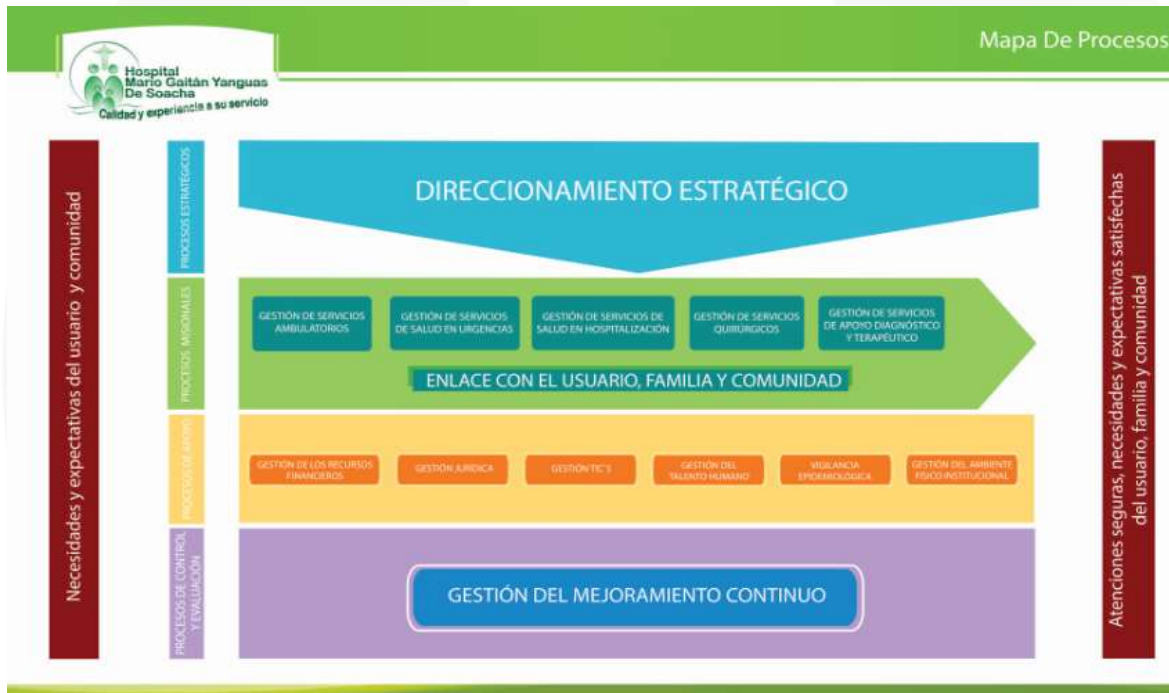 Mapa De Procesos
Hospital
Mario Gaitán Yanguas
De Soacha
Calidad y experiencia a su servicio
Necesidades y expectativas del usuario y comunidad
PROCESOS ESTRATÉGICOS
DIRECCIONAMIENTO ESTRATÉGICO
PROCESOS MISIONALES
GESTIÓN DE SERVICIOS
AMBULATORIOS
GESTIÓN DE SERVICIOS
DE SALUD EN URGENCIAS
GESTIÓN DE SERVICIOS DE
SALUD EN HOSPITALIZACIÓN
GESTIÓN DE SERVICIOS
QUIRÚRGICOS
GESTIÓN DE SERVICIOS
DE APOYO DIAGNÓSTICO
Y TERAPÉUTICO
ENLACE CON EL USUARIO, FAMILIA Y COMUNIDAD
PROCESOS DE APOYO
GESTIÓN DE LOS RECURSOS
FINANCIEROS
GESTIÓN JURÍDICA
GESTIÓN TIC'S
GESTIÓN DEL
TALENTO HUMANO
VIGILANCIA
EPIDEMIOLÓGICA
GESTIÓN DEL AMBIENTE
FÍSICO INSTITUCIONAL
PROCESOS DE CONTROL
Y EVALUACIÓN
GESTIÓN DEL MEJORAMIENTO CONTINUO
Atenciones seguras, necesidades y expectativas satisfechas
del usuario, familia y comunidad